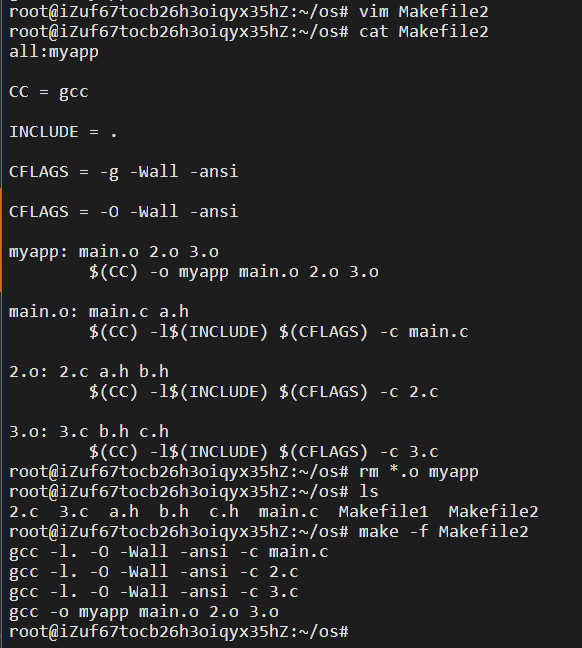 root@iZuf67tocb26h3oiqyx35hZ:~/os# vim Makefile2
root@iZuf67tocb26h3oiqyx35hZ:~/os# cat Makefile2
all:myapp
CC = gcc
INCLUDE = .
CFLAGS = -g -Wall -ansi
CFLAGS = -O -Wall -ansi
myapp: main.o 2.o 3.o
        $(CC) -o myapp main.o 2.o 3.o
main.o: main.c a.h
        $(CC) -l$(INCLUDE) $(CFLAGS) -c main.c
2.o: 2.c a.h b.h
        $(CC) -l$(INCLUDE) $(CFLAGS) -c 2.c
3.o: 3.c b.h c.h
        $(CC) -l$(INCLUDE) $(CFLAGS) -c 3.c
root@iZuf67tocb26h3oiqyx35hZ:~/os# rm *.o myapp
root@iZuf67tocb26h3oiqyx35hZ:~/os# ls
2.c  3.c  a.h  b.h  c.h  main.c  Makefile1  Makefile2
root@iZuf67tocb26h3oiqyx35hZ:~/os# make -f Makefile2
gcc -l. -O -Wall -ansi -c main.c
gcc -l. -O -Wall -ansi -c 2.c
gcc -l. -O -Wall -ansi -c 3.c
gcc -o myapp main.o 2.o 3.o
root@iZuf67tocb26h3oiqyx35hZ:~/os#